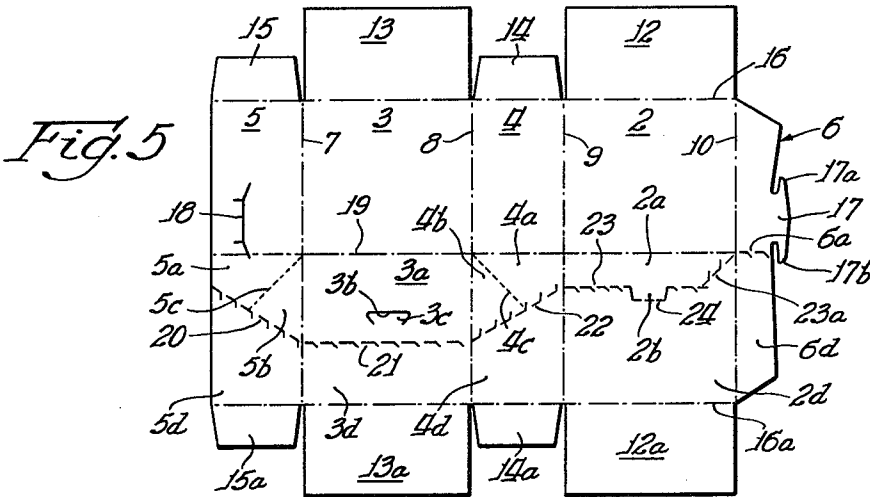 13 12
15 14 16
Fig. 5
5 3 4 2 6
7 8 9 10
17a
18 19 4b 4a 23 2a 17
6a
5a 3a 17b
5c 3b 3c
20 5b 21 4c 22 2b 24 23a
6d
5d 3d 4d 2d
16a
15a 13a 14a 12a